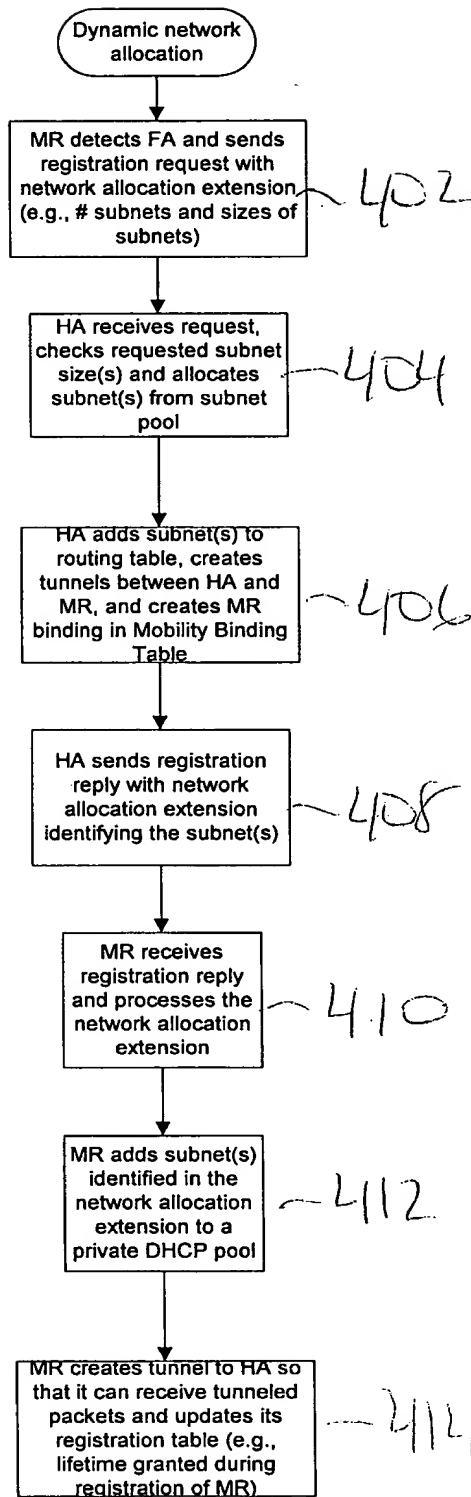 Dynamic network
allocation
MR detects FA and sends
registration request with
network allocation extension
(e.g., # subnets and sizes of
subnets)
402
HA receives request,
checks requested subnet
size(s) and allocates
subnet(s) from subnet
pool
404
HA adds subnet(s) to
routing table, creates
tunnels between HA and
MR, and creates MR
binding in Mobility Binding
Table
406
HA sends registration
reply with network
allocation extension
identifying the subnet(s)
408
MR receives
registration reply
and processes the
network allocation
extension
410
MR adds subnet(s)
identified in the
network allocation
extension to a
private DHCP pool
412
MR creates tunnel to HA so
that it can receive tunneled
packets and updates its
registration table (e.g.,
lifetime granted during
registration of MR)
414